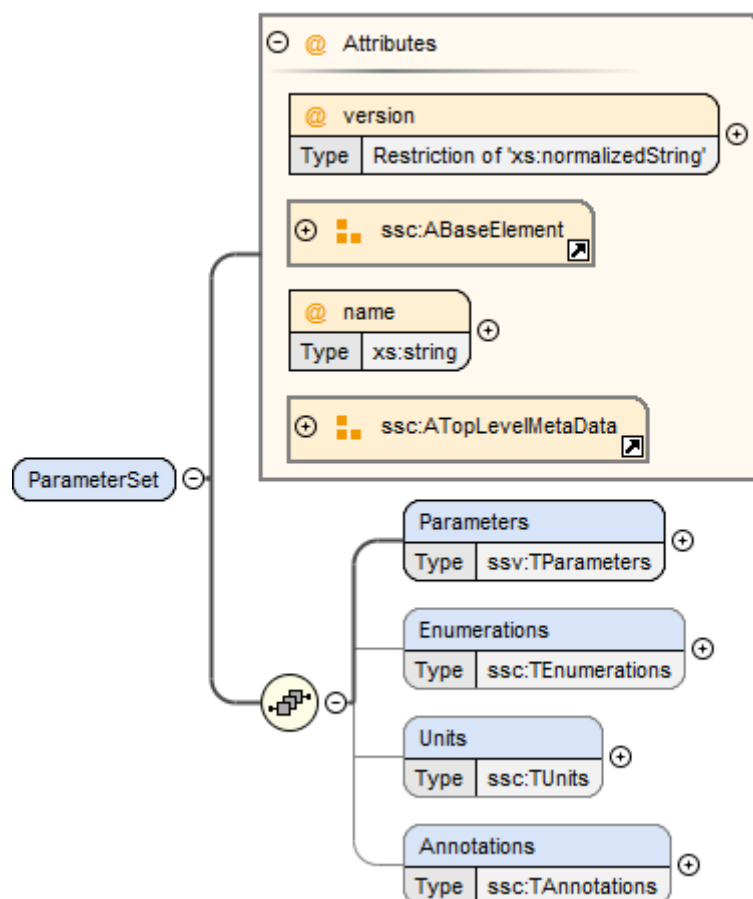 @ Attributes
@ version
Type Restriction of 'xs:normalizedString'
ssc:ABaseElement
@ name
Type xs:string
ssc:ATopLevelMetaData
ParameterSet
Parameters
Type ssv:TParameters
Enumerations
Type ssc:TEnumerations
Units
Type ssc:TUnits
Annotations
Type ssc:TAnnotations